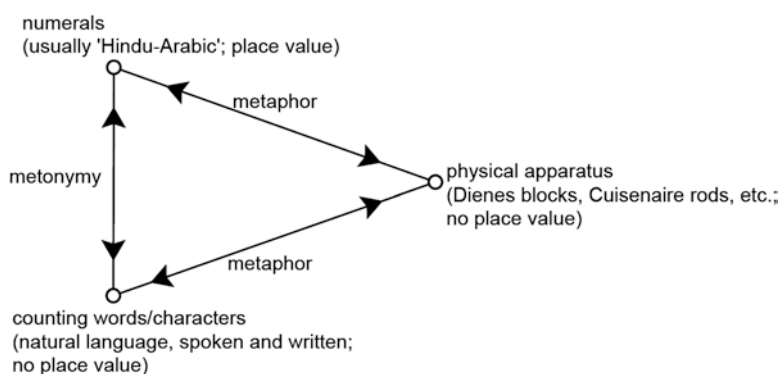 numerals
(usually 'Hindu-Arabic'; place value)
metaphor
metonymy
physical apparatus
(Dienes blocks, Cuisenaire rods, etc.;
no place value)
metaphor
counting words/characters
(natural language, spoken and written;
no place value)